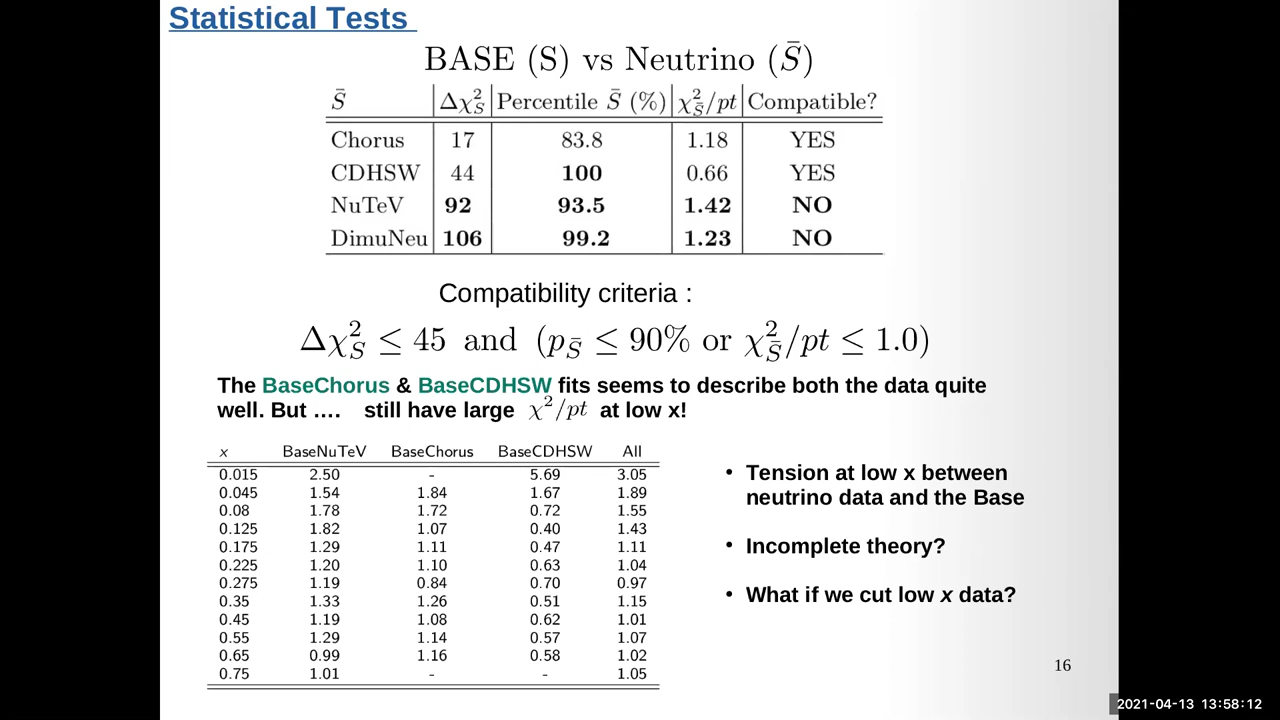 Statistical Tests
BASE (S) vs Neutrino (S̄)
S̄ Δχ²_S Percentile S̄ (%) χ²_S̄/pt Compatible?
Chorus 17 83.8 1.18 YES
CDHSW 44 100 0.66 YES
NuTeV 92 93.5 1.42 NO
DimuNeu 106 99.2 1.23 NO
Compatibility criteria :
Δχ²_S ≤ 45 and (p_S̄ ≤ 90% or χ²_S̄/pt ≤ 1.0)
The BaseChorus & BaseCDHSW fits seems to describe both the data quite
well. But …. still have large χ²/pt at low x!
x BaseNuTeV BaseChorus BaseCDHSW All
0.015 2.50 - 5.69 3.05
0.045 1.54 1.84 1.67 1.89
0.08 1.78 1.72 0.72 1.55
0.125 1.82 1.07 0.40 1.43
0.175 1.29 1.11 0.47 1.11
0.225 1.20 1.10 0.63 1.04
0.275 1.19 0.84 0.70 0.97
0.35 1.33 1.26 0.51 1.15
0.45 1.19 1.08 0.62 1.01
0.55 1.29 1.14 0.57 1.07
0.65 0.99 1.16 0.58 1.02
0.75 1.01 - - 1.05
• Tension at low x between
neutrino data and the Base
• Incomplete theory?
• What if we cut low x data?
16
2021-04-13 13:58:12